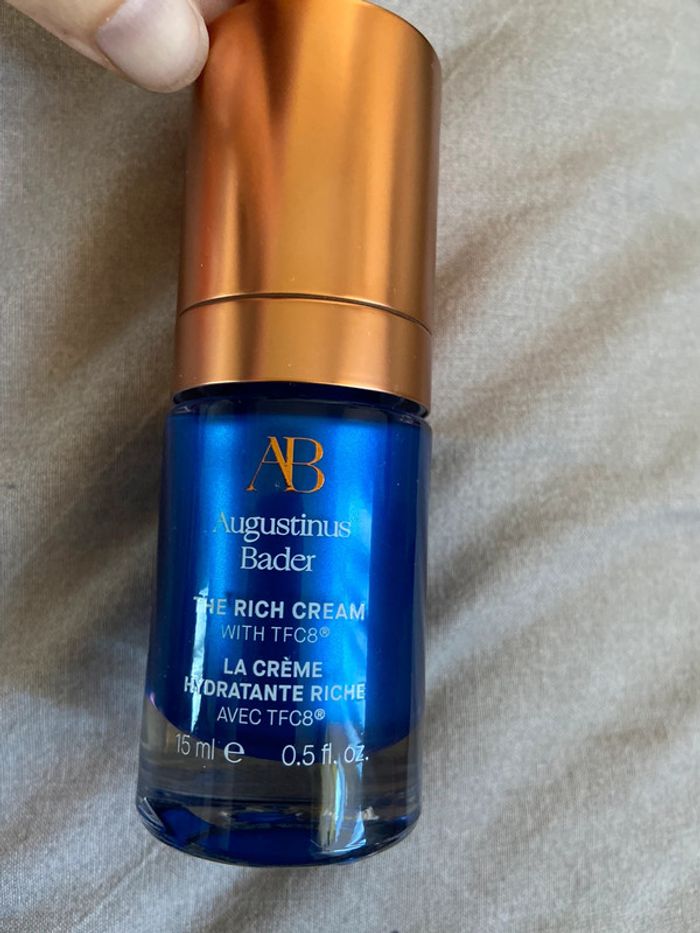 AB
Augustinus
Bader
THE RICH CREAM
WITH TFC8®
LA CRÈME
HYDRATANTE RICHE
AVEC TFC8®
15 ml ℮ 0.5 fl. oz.